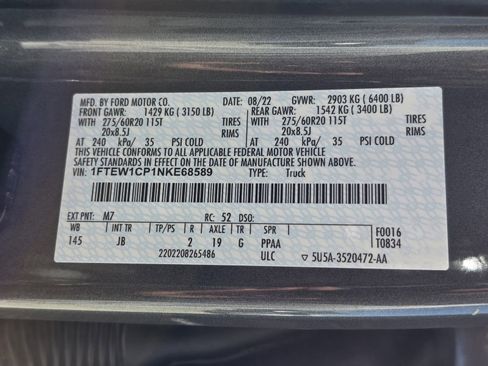 MFD. BY FORD MOTOR CO. DATE: 08/22 GVWR: 2903 KG ( 6400 LB)
FRONT GAWR: 1429 KG ( 3150 LB) REAR GAWR: 1542 KG ( 3400 LB)
WITH 275/60R20 115T TIRES WITH 275/60R20 115T TIRES
20x8.5J RIMS 20x8.5J RIMS
AT 240 kPa/ 35 PSI COLD AT 240 kPa/ 35 PSI COLD
THIS VEHICLE CONFORMS TO ALL APPLICABLE FEDERAL MOTOR VEHICLE
SAFETY STANDARDS IN EFFECT ON THE DATE OF MANUFACTURE SHOWN ABOVE.
VIN: 1FTEW1CP1NKE68589 TYPE: Truck
EXT PNT: M7 RC: 52 DSO: F0016
WB INT TR TP/PS R AXLE TR SPR T0834
145 JB 2 19 G PPAA
2202208265486 ULC ▽ 5U5A-3520472-AA